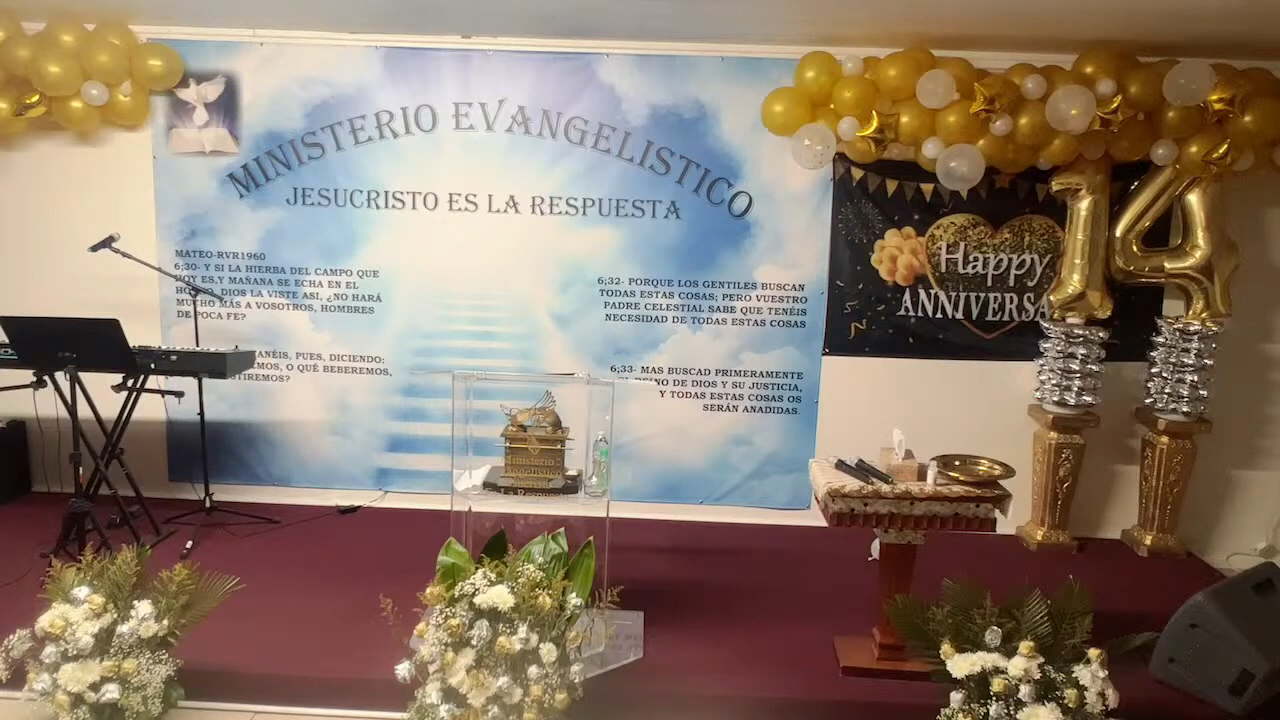 MINISTERIO EVANGELISTICO
JESUCRISTO ES LA RESPUESTA
MATEO-RVR1960
6;30- Y SI LA HIERBA DEL CAMPO QUE
HOY ES,Y MAÑANA SE ECHA EN EL
DIOS LA VISTE ASI, ¿NO HARÁ
MUCHO MÁS A VOSOTROS, HOMBRES
DE POCA FE?
PUES, DICIENDO:
O QUÉ BEBEREMOS,
6;32- PORQUE LOS GENTILES BUSCAN
TODAS ESTAS COSAS; PERO VUESTRO
PADRE CELESTIAL SABE QUE TENÉIS
NECESIDAD DE TODAS ESTAS COSAS
6;33- MAS BUSCAD PRIMERAMENTE
DE DIOS Y SU JUSTICIA,
Y TODAS ESTAS COSAS OS
SERÁN ANADIDAS.
14
Happy
ANNIVERSA
Ministerio